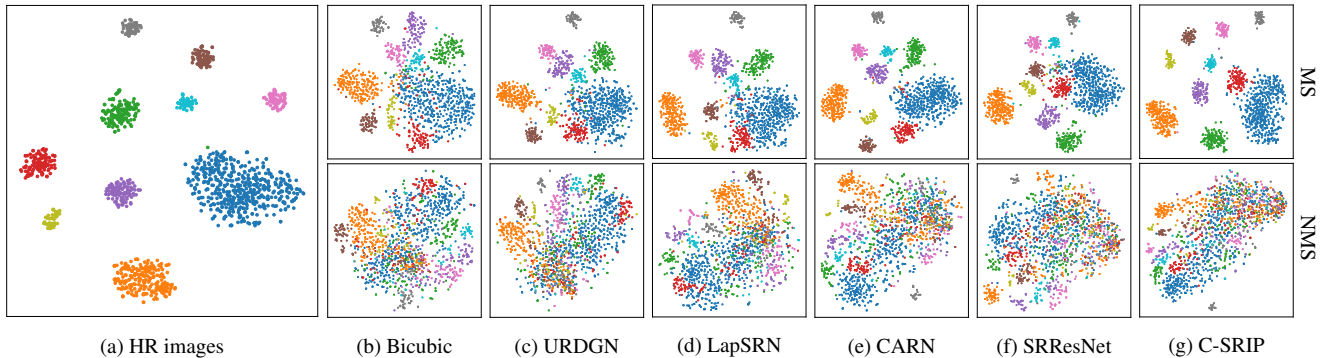 MS
NMS
(a) HR images
(b) Bicubic
(c) URDGN
(d) LapSRN
(e) CARN
(f) SRResNet
(g) C-SRIP